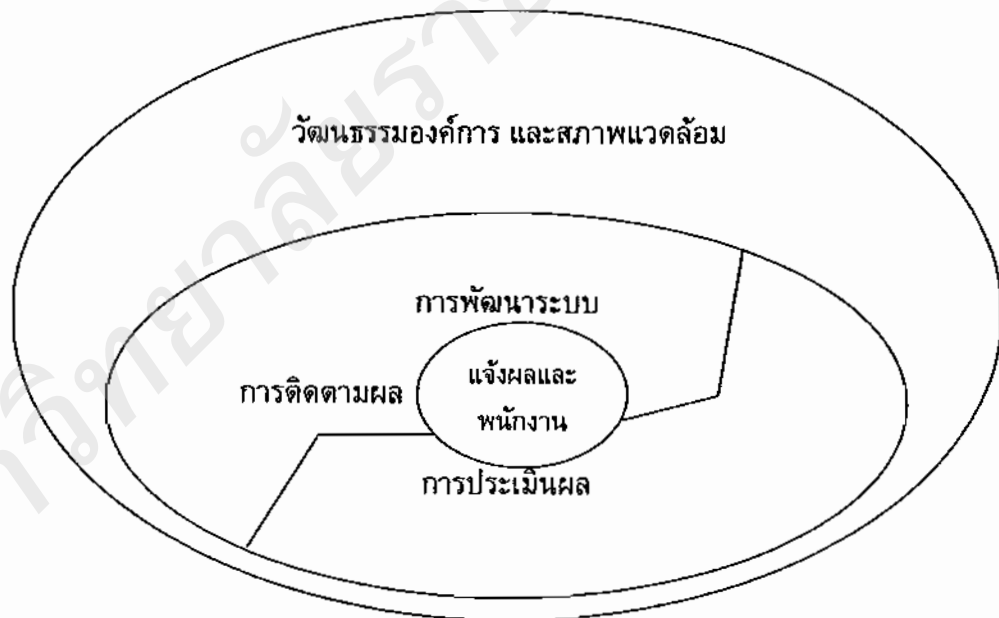 วัฒนธรรมองค์การ และสภาพแวดล้อม
การพัฒนาระบบ
แจ้งผลและ
การติดตามผล
พนักงาน
การประเมินผล